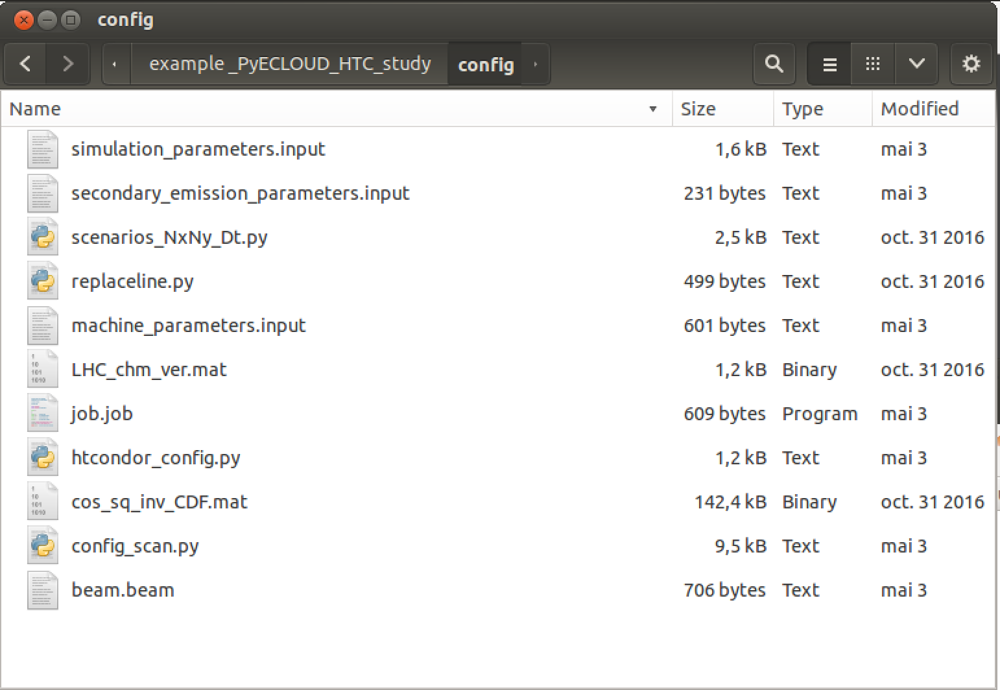 config
example _PyECLOUD_HTC_study config
Name Size Type Modified
simulation_parameters.input 1,6 kB Text mai 3
secondary_emission_parameters.input 231 bytes Text mai 3
scenarios_NxNy_Dt.py 2,5 kB Text oct. 31 2016
replaceline.py 499 bytes Text oct. 31 2016
machine_parameters.input 601 bytes Text mai 3
LHC_chm_ver.mat 1,2 kB Binary oct. 31 2016
job.job 609 bytes Program mai 3
htcondor_config.py 1,2 kB Text mai 3
cos_sq_inv_CDF.mat 142,4 kB Binary oct. 31 2016
config_scan.py 9,5 kB Text mai 3
beam.beam 706 bytes Text mai 3